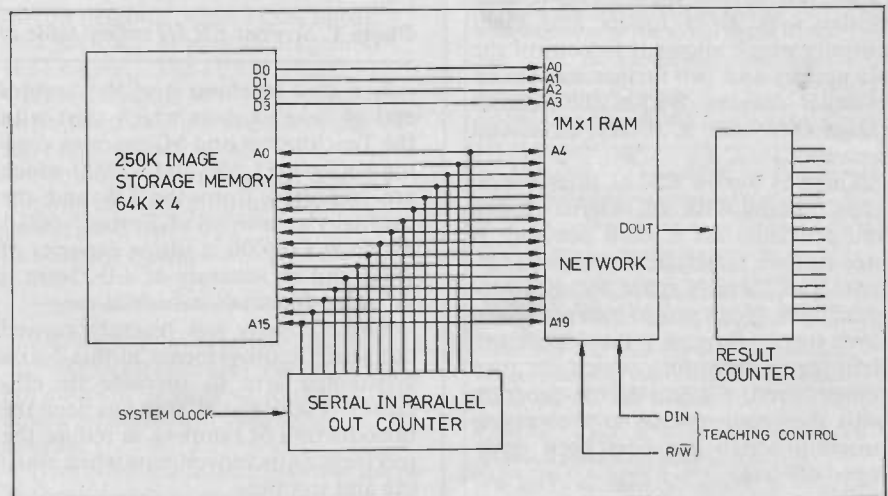 D0
D1
D2
D3
A0
A1
A2
A3
1M×1 RAM
250K IMAGE
STORAGE MEMORY
64K × 4
A0
A4
DOUT
NETWORK
A15
A19
RESULT
COUNTER
SYSTEM CLOCK
SERIAL IN PARALLEL
OUT COUNTER
DIN
R/W̅
TEACHING CONTROL